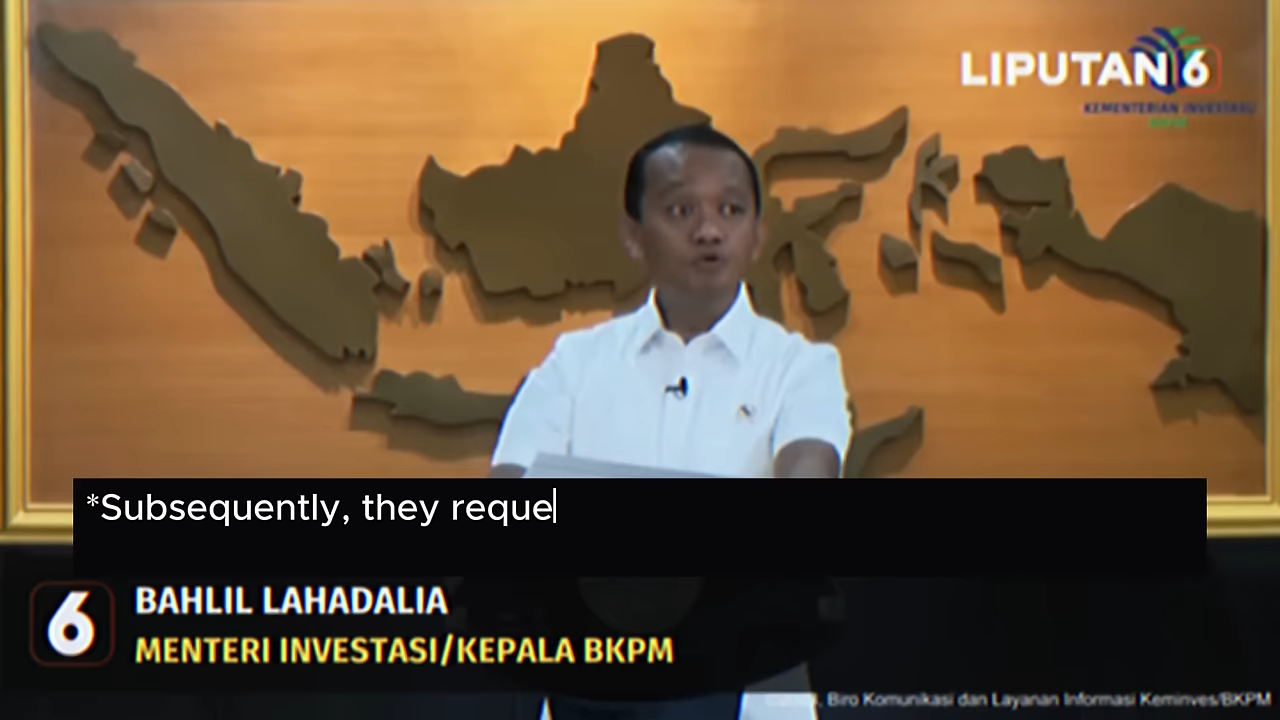 LIPUTAN 6
KEMENTERIAN INVESTASI
BKPM
*Subsequently, they reque
6
BAHLIL LAHADALIA
MENTERI INVESTASI/KEPALA BKPM
Biro Komunikasi dan Layanan Informasi Keminves/BKPM